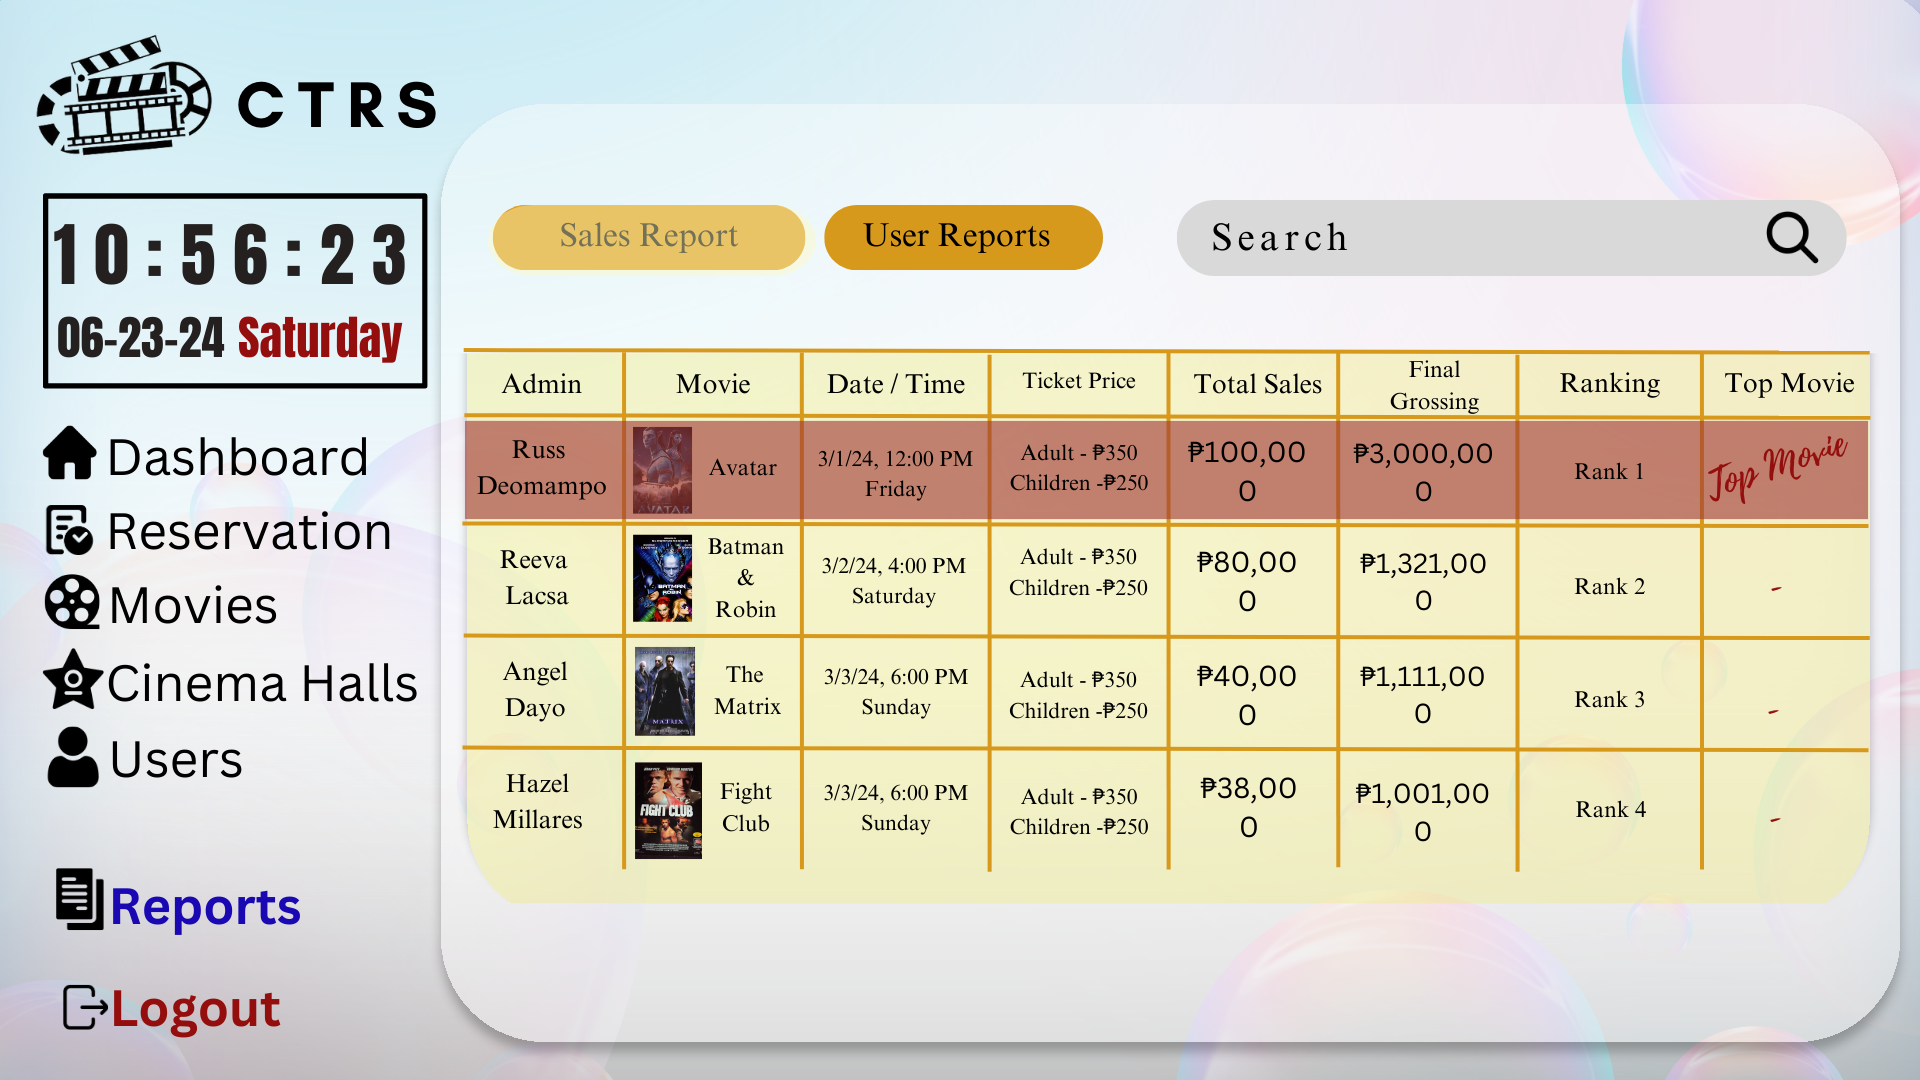 CTRS
10:56:23
06-23-24 Saturday
Dashboard
Reservation
Movies
Cinema Halls
Users
Reports
Logout
Sales Report
User Reports
Search
Admin
Movie
Date / Time
Ticket Price
Total Sales
Final
Grossing
Ranking
Top Movie
Russ
Deomampo
AVATAR
Avatar
3/1/24, 12:00 PM
Friday
Adult - ₱350
Children -₱250
₱100,00
0
₱3,000,00
0
Rank 1
Top Movie
Reeva
Lacsa
BATMAN
ROBIN
Batman
&
Robin
3/2/24, 4:00 PM
Saturday
Adult - ₱350
Children -₱250
₱80,00
0
₱1,321,00
0
Rank 2
-
Angel
Dayo
MATRIX
The
Matrix
3/3/24, 6:00 PM
Sunday
Adult - ₱350
Children -₱250
₱40,00
0
₱1,111,00
0
Rank 3
-
Hazel
Millares
FIGHT CLUB
Fight
Club
3/3/24, 6:00 PM
Sunday
Adult - ₱350
Children -₱250
₱38,00
0
₱1,001,00
0
Rank 4
-